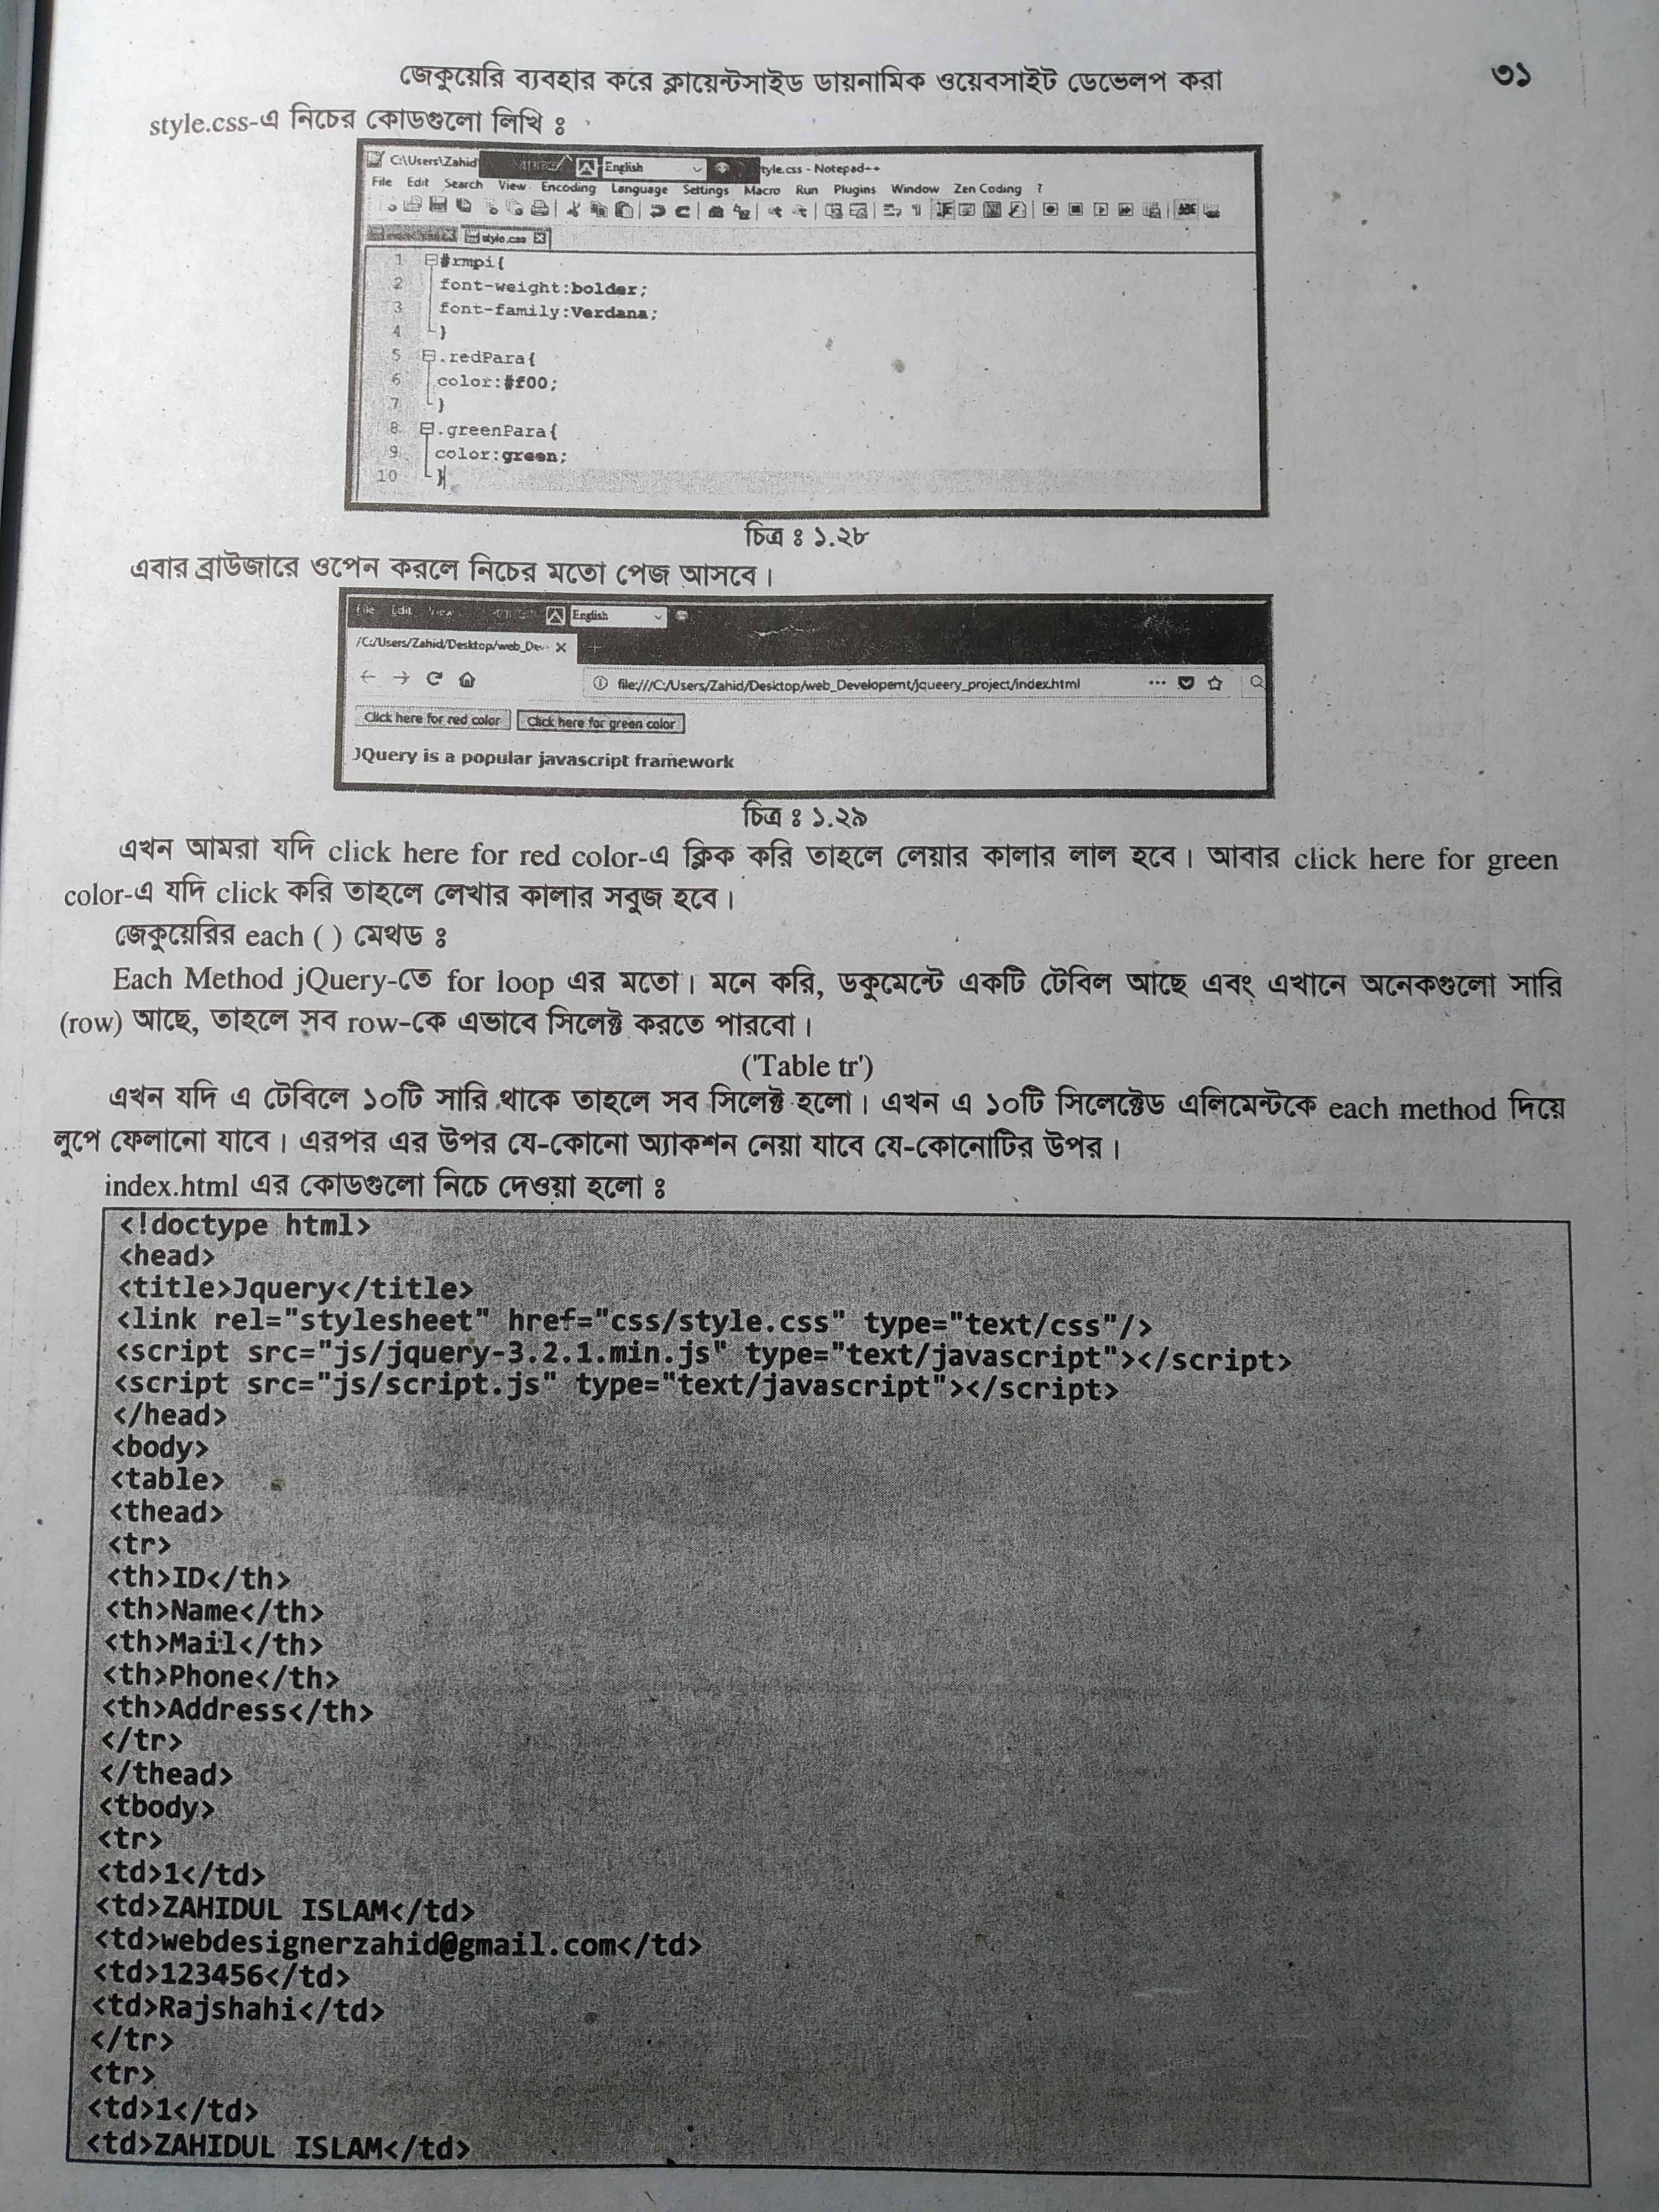 জেকুয়েরি ব্যবহার করে ক্লায়েন্টসাইড ডায়নামিক ওয়েবসাইট ডেভেলপ করা ৩১
style.css-এ নিচের কোডগুলো লিখি ঃ
C:\Users\Zahid English tyle.css - Notepad++
File Edit Search View Encoding Language Settings Macro Run Plugins Window Zen Coding ?
style.css
1 #rmpi{
2 font-weight:bolder;
3 font-family:Verdana;
4 }
5 .redPara{
6 color:#f00;
7 }
8 .greenPara{
9 color:green;
10 }
চিত্র ঃ ১.২৮
এবার ব্রাউজারে ওপেন করলে নিচের মতো পেজ আসবে।
File Edit View English
/C:/Users/Zahid/Desktop/web_Dev
file:///C:/Users/Zahid/Desktop/web_Developemt/jqueery_project/index.html
Click here for red color Click here for green color
JQuery is a popular javascript framework
চিত্র ঃ ১.২৯
এখন আমরা যদি click here for red color-এ ক্লিক করি তাহলে লেয়ার কালার লাল হবে। আবার click here for green
color-এ যদি click করি তাহলে লেখার কালার সবুজ হবে।
জেকুয়েরির each ( ) মেথড ঃ
Each Method jQuery-তে for loop এর মতো। মনে করি, ডকুমেন্টে একটি টেবিল আছে এবং এখানে অনেকগুলো সারি
(row) আছে, তাহলে সব row-কে এভাবে সিলেক্ট করতে পারবো।
('Table tr')
এখন যদি এ টেবিলে ১০টি সারি থাকে তাহলে সব সিলেক্ট হলো। এখন এ ১০টি সিলেক্টেড এলিমেন্টকে each method দিয়ে
লুপে ফেলানো যাবে। এরপর এর উপর যে-কোনো অ্যাকশন নেয়া যাবে যে-কোনোটির উপর।
index.html এর কোডগুলো নিচে দেওয়া হলো ঃ
<!doctype html>
<head>
<title>Jquery</title>
<link rel="stylesheet" href="css/style.css" type="text/css"/>
<script src="js/jquery-3.2.1.min.js" type="text/javascript"></script>
<script src="js/script.js" type="text/javascript"></script>
</head>
<body>
<table>
<thead>
<tr>
<th>ID</th>
<th>Name</th>
<th>Mail</th>
<th>Phone</th>
<th>Address</th>
</tr>
</thead>
<tbody>
<tr>
<td>1</td>
<td>ZAHIDUL ISLAM</td>
<td>webdesignerzahid@gmail.com</td>
<td>123456</td>
<td>Rajshahi</td>
</tr>
<tr>
<td>1</td>
<td>ZAHIDUL ISLAM</td>